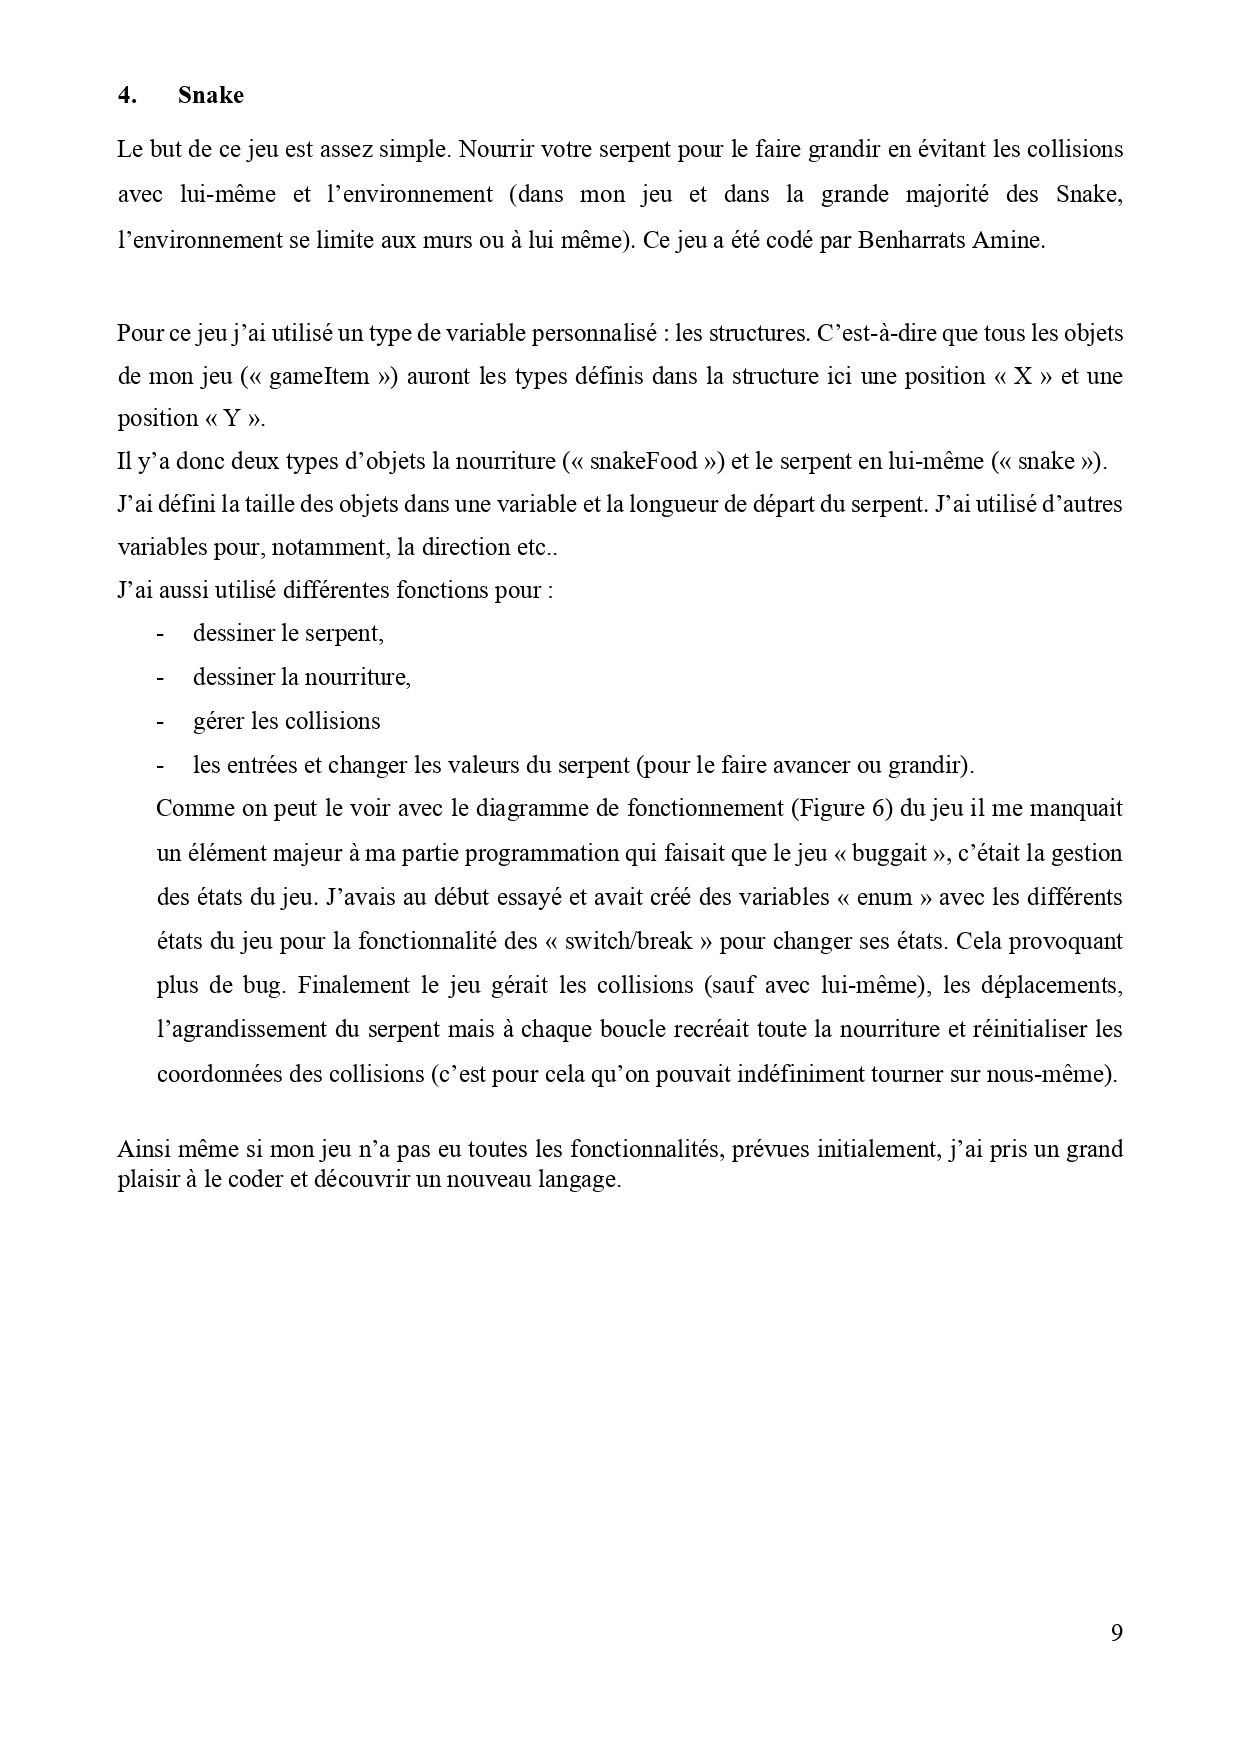 4. Snake
Le but de ce jeu est assez simple. Nourrir votre serpent pour le faire grandir en évitant les collisions
avec lui-même et l’environnement (dans mon jeu et dans la grande majorité des Snake,
l’environnement se limite aux murs ou à lui même). Ce jeu a été codé par Benharrats Amine.
Pour ce jeu j’ai utilisé un type de variable personnalisé : les structures. C’est-à-dire que tous les objets
de mon jeu (« gameItem ») auront les types définis dans la structure ici une position « X » et une
position « Y ».
Il y’a donc deux types d’objets la nourriture (« snakeFood ») et le serpent en lui-même (« snake »).
J’ai défini la taille des objets dans une variable et la longueur de départ du serpent. J’ai utilisé d’autres
variables pour, notamment, la direction etc..
J’ai aussi utilisé différentes fonctions pour :
- dessiner le serpent,
- dessiner la nourriture,
- gérer les collisions
- les entrées et changer les valeurs du serpent (pour le faire avancer ou grandir).
Comme on peut le voir avec le diagramme de fonctionnement (Figure 6) du jeu il me manquait
un élément majeur à ma partie programmation qui faisait que le jeu « buggait », c’était la gestion
des états du jeu. J’avais au début essayé et avait créé des variables « enum » avec les différents
états du jeu pour la fonctionnalité des « switch/break » pour changer ses états. Cela provoquant
plus de bug. Finalement le jeu gérait les collisions (sauf avec lui-même), les déplacements,
l’agrandissement du serpent mais à chaque boucle recréait toute la nourriture et réinitialiser les
coordonnées des collisions (c’est pour cela qu’on pouvait indéfiniment tourner sur nous-même).
Ainsi même si mon jeu n’a pas eu toutes les fonctionnalités, prévues initialement, j’ai pris un grand
plaisir à le coder et découvrir un nouveau langage.
9